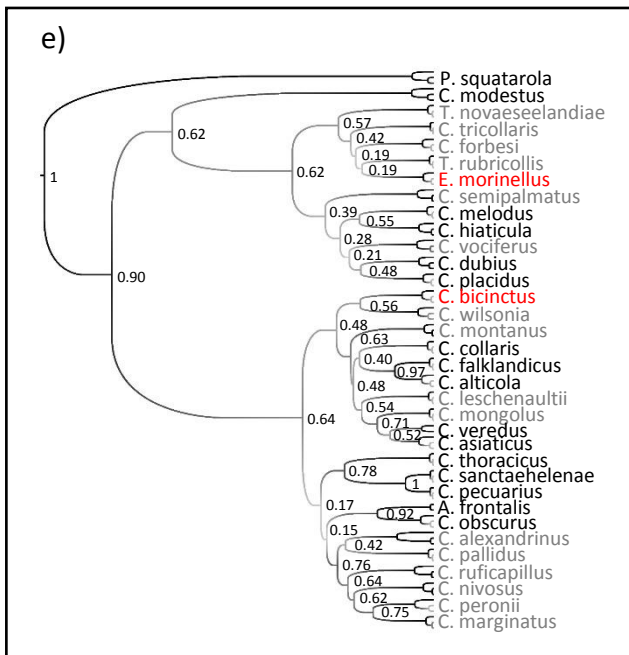 e)
P. squatarola
C. modestus
T. novaeseelandiae
0.57
C. tricollaris
0.62
0.42
C. forbesi
0.19
T. rubricollis
0.62
0.19
E. morinellus
1
C. semipalmatus
0.39
C. melodus
0.55
C. hiaticula
0.28
C. vociferus
0.21
C. dubius
0.90
0.48
C. placidus
C. bicinctus
0.56
C. wilsonia
0.48
C. montanus
0.63
C. collaris
0.40
C. falklandicus
0.97
C. alticola
0.48
C. leschenaultii
0.54
C. mongolus
0.64
0.71
C. veredus
0.52
C. asiaticus
C. thoracicus
0.78
C. sanctaehelenae
1
C. pecuarius
0.17
A. frontalis
0.92
C. obscurus
0.15
C. alexandrinus
0.42
C. pallidus
0.76
C. ruficapillus
0.64
C. nivosus
0.62
C. peronii
0.75
C. marginatus